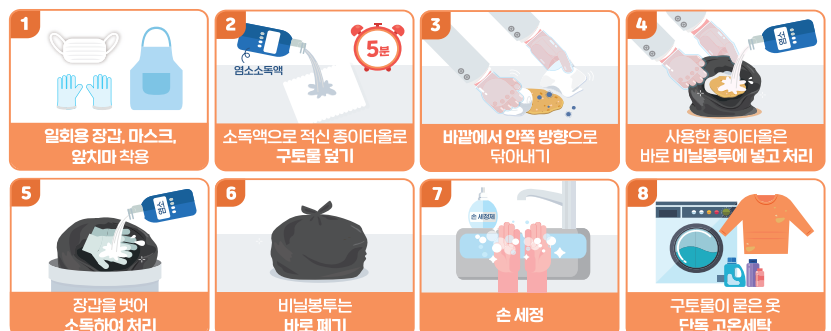 1
일회용 장갑, 마스크,
앞치마 착용
2
염소소독액
5분
소독액으로 적신 종이타올로
구토물 덮기
3
바깥에서 안쪽 방향으로
닦아내기
4
염소
사용한 종이타올은
바로 비닐봉투에 넣고 처리
5
염소
장갑을 벗어
소독하여 처리
6
비닐봉투는
바로 폐기
7
손 세정제
손 세정
8
구토물이 묻은 옷
단독 고온세탁